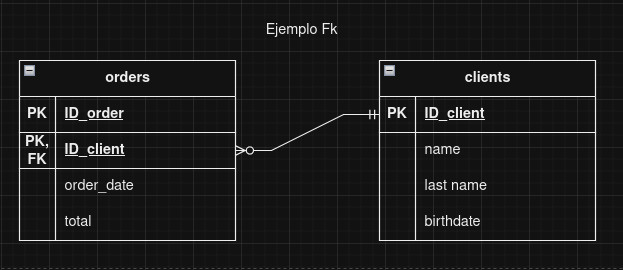 Ejemplo Fk
orders
PK ID_order
PK,
FK ID_client
order_date
total
clients
PK ID_client
name
last name
birthdate